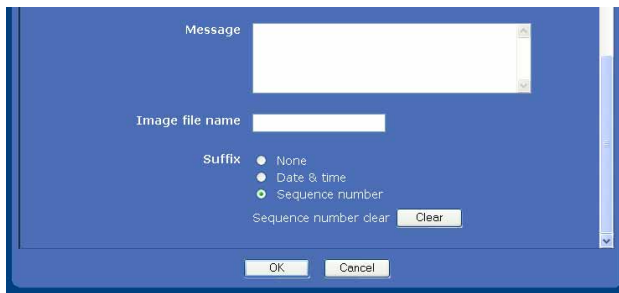 Message
Image file name
Suffix
None
Date & time
Sequence number
Sequence number clear Clear
OK Cancel